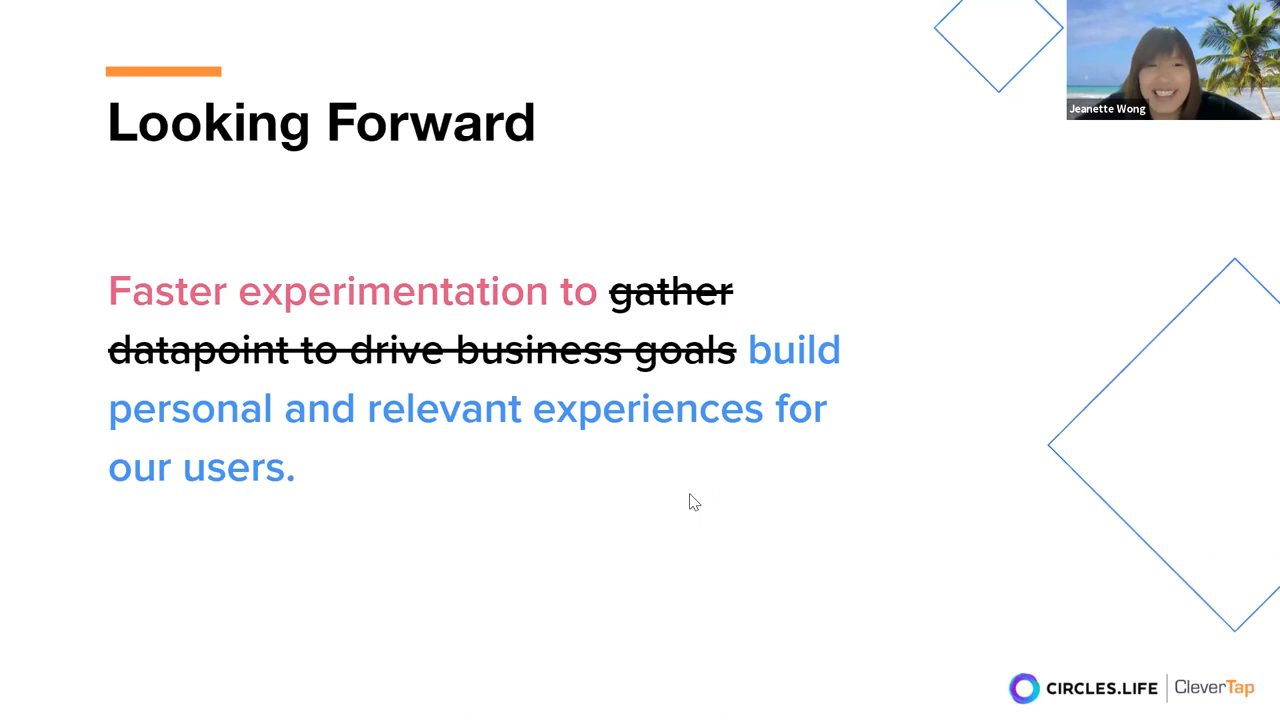 Looking Forward
Jeanette Wong
Faster experimentation to gather
datapoint to drive business goals build
personal and relevant experiences for
our users.
CIRCLES.LIFE | CleverTap